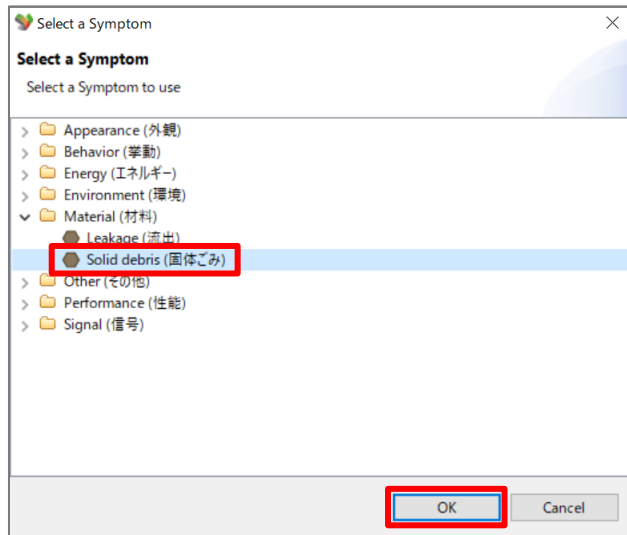 Select a Symptom
Select a Symptom
Select a Symptom to use
Appearance (外観)
Behavior (挙動)
Energy (エネルギー)
Environment (環境)
Material (材料)
Leakage (流出)
Solid debris (固体ごみ)
Other (その他)
Performance (性能)
Signal (信号)
OK Cancel